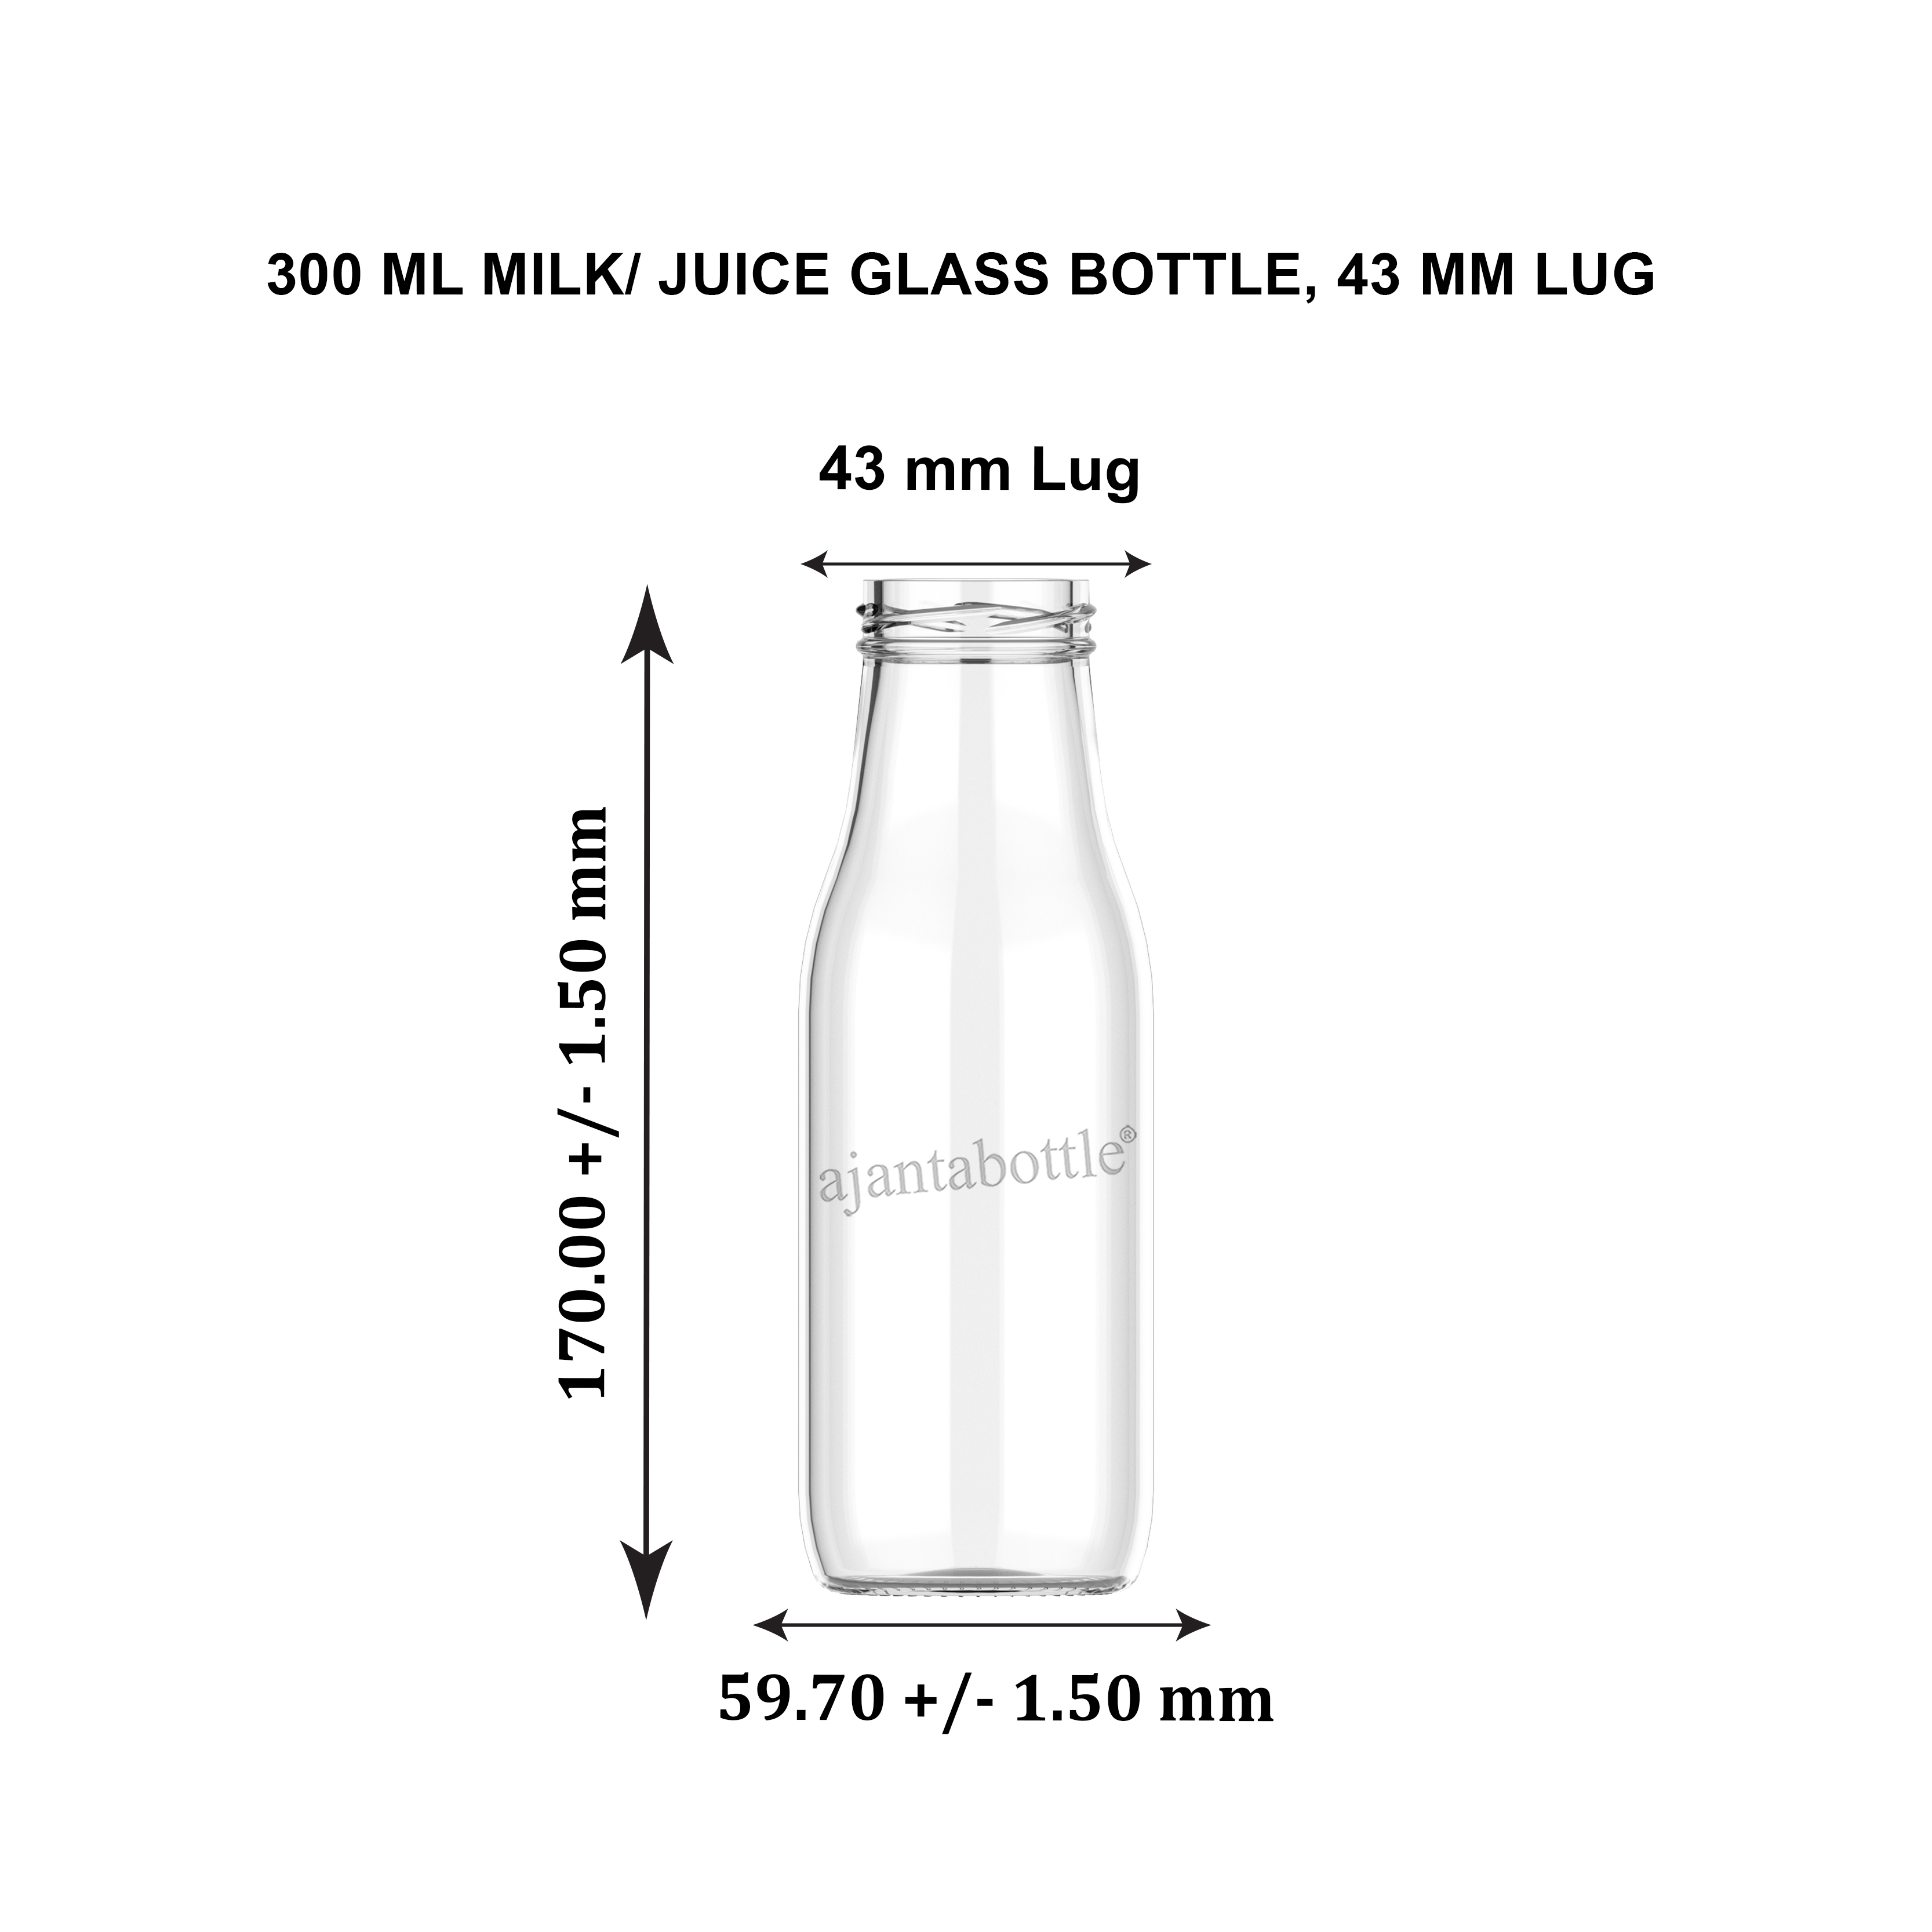 300 ML MILK/ JUICE GLASS BOTTLE, 43 MM LUG
43 mm Lug
170.00 +/- 1.50 mm
ajantabottle®
59.70 +/- 1.50 mm